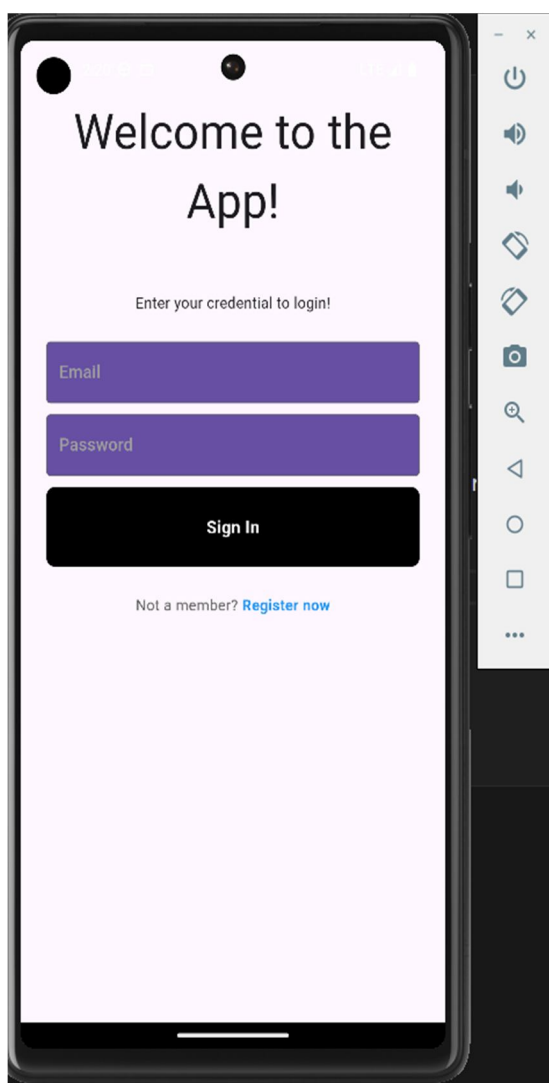 Welcome to the
App!
Enter your credential to login!
Email
Password
Sign In
Not a member? Register now